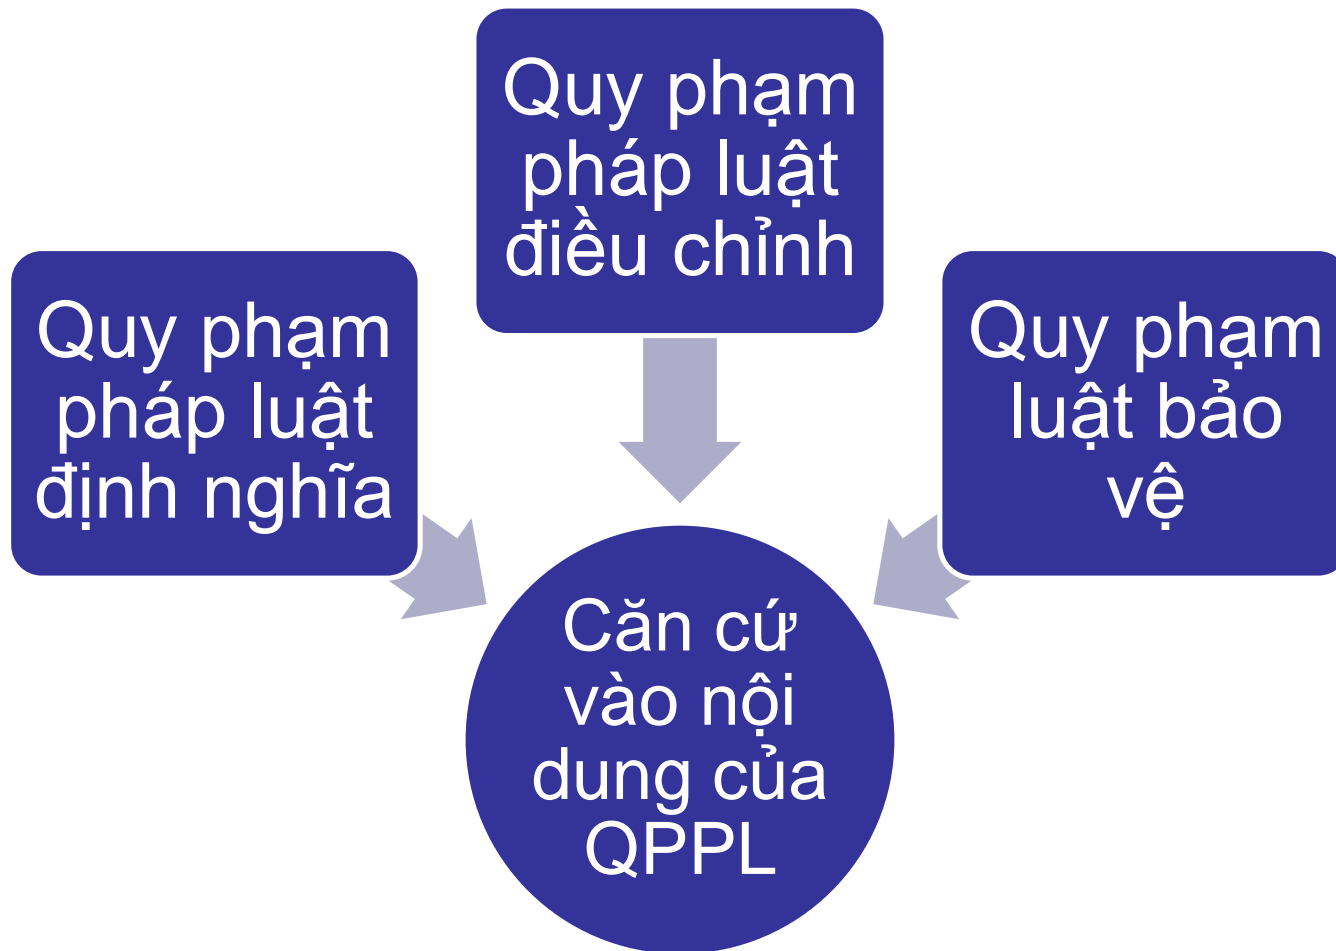 Quy phạm
pháp luật
điều chỉnh
Quy phạm
pháp luật
định nghĩa
Quy phạm
luật bảo
vệ
Căn cứ
vào nội
dung của
QPPL